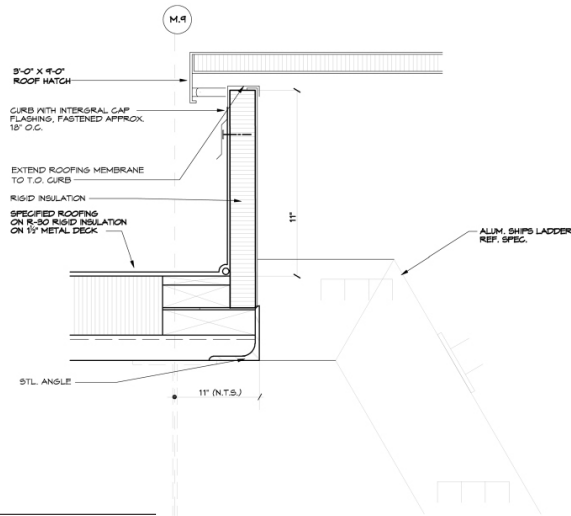 M.9
3'-0" X 9'-0"
ROOF HATCH
CURB WITH INTERGRAL CAP
FLASHING, FASTENED APPROX.
18" O.C.
EXTEND ROOFING MEMBRANE
TO T.O. CURB
RIGID INSULATION
SPECIFIED ROOFING
ON R-30 RIGID INSULATION
ON 1½" METAL DECK
11"
ALUM. SHIPS LADDER
REF. SPEC.
STL. ANGLE
11" (N.T.S.)